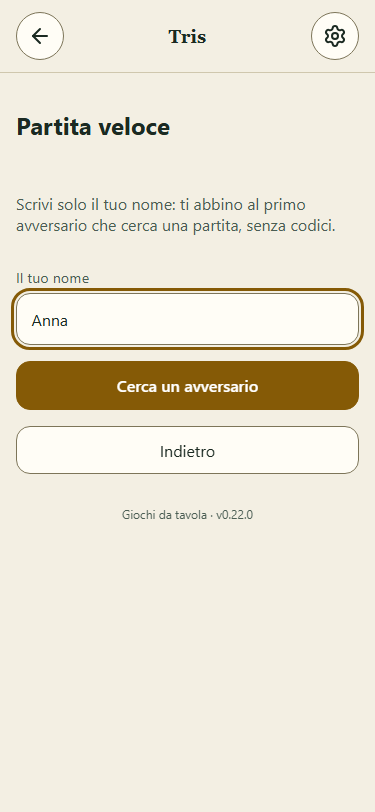 Tris
Partita veloce
Scrivi solo il tuo nome: ti abbino al primo
avversario che cerca una partita, senza codici.
Il tuo nome
Anna
Cerca un avversario
Indietro
Giochi da tavola · v0.22.0